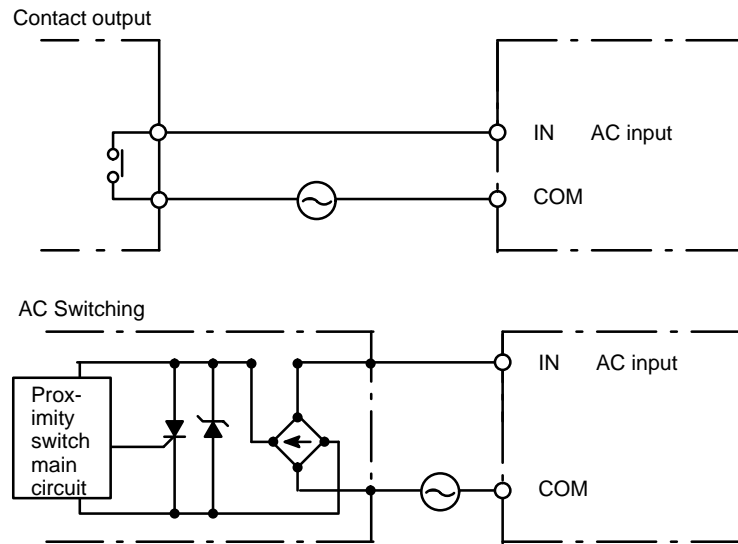 Contact output
IN AC input
COM
AC Switching
IN AC input
Prox-
imity
switch
main
circuit
COM